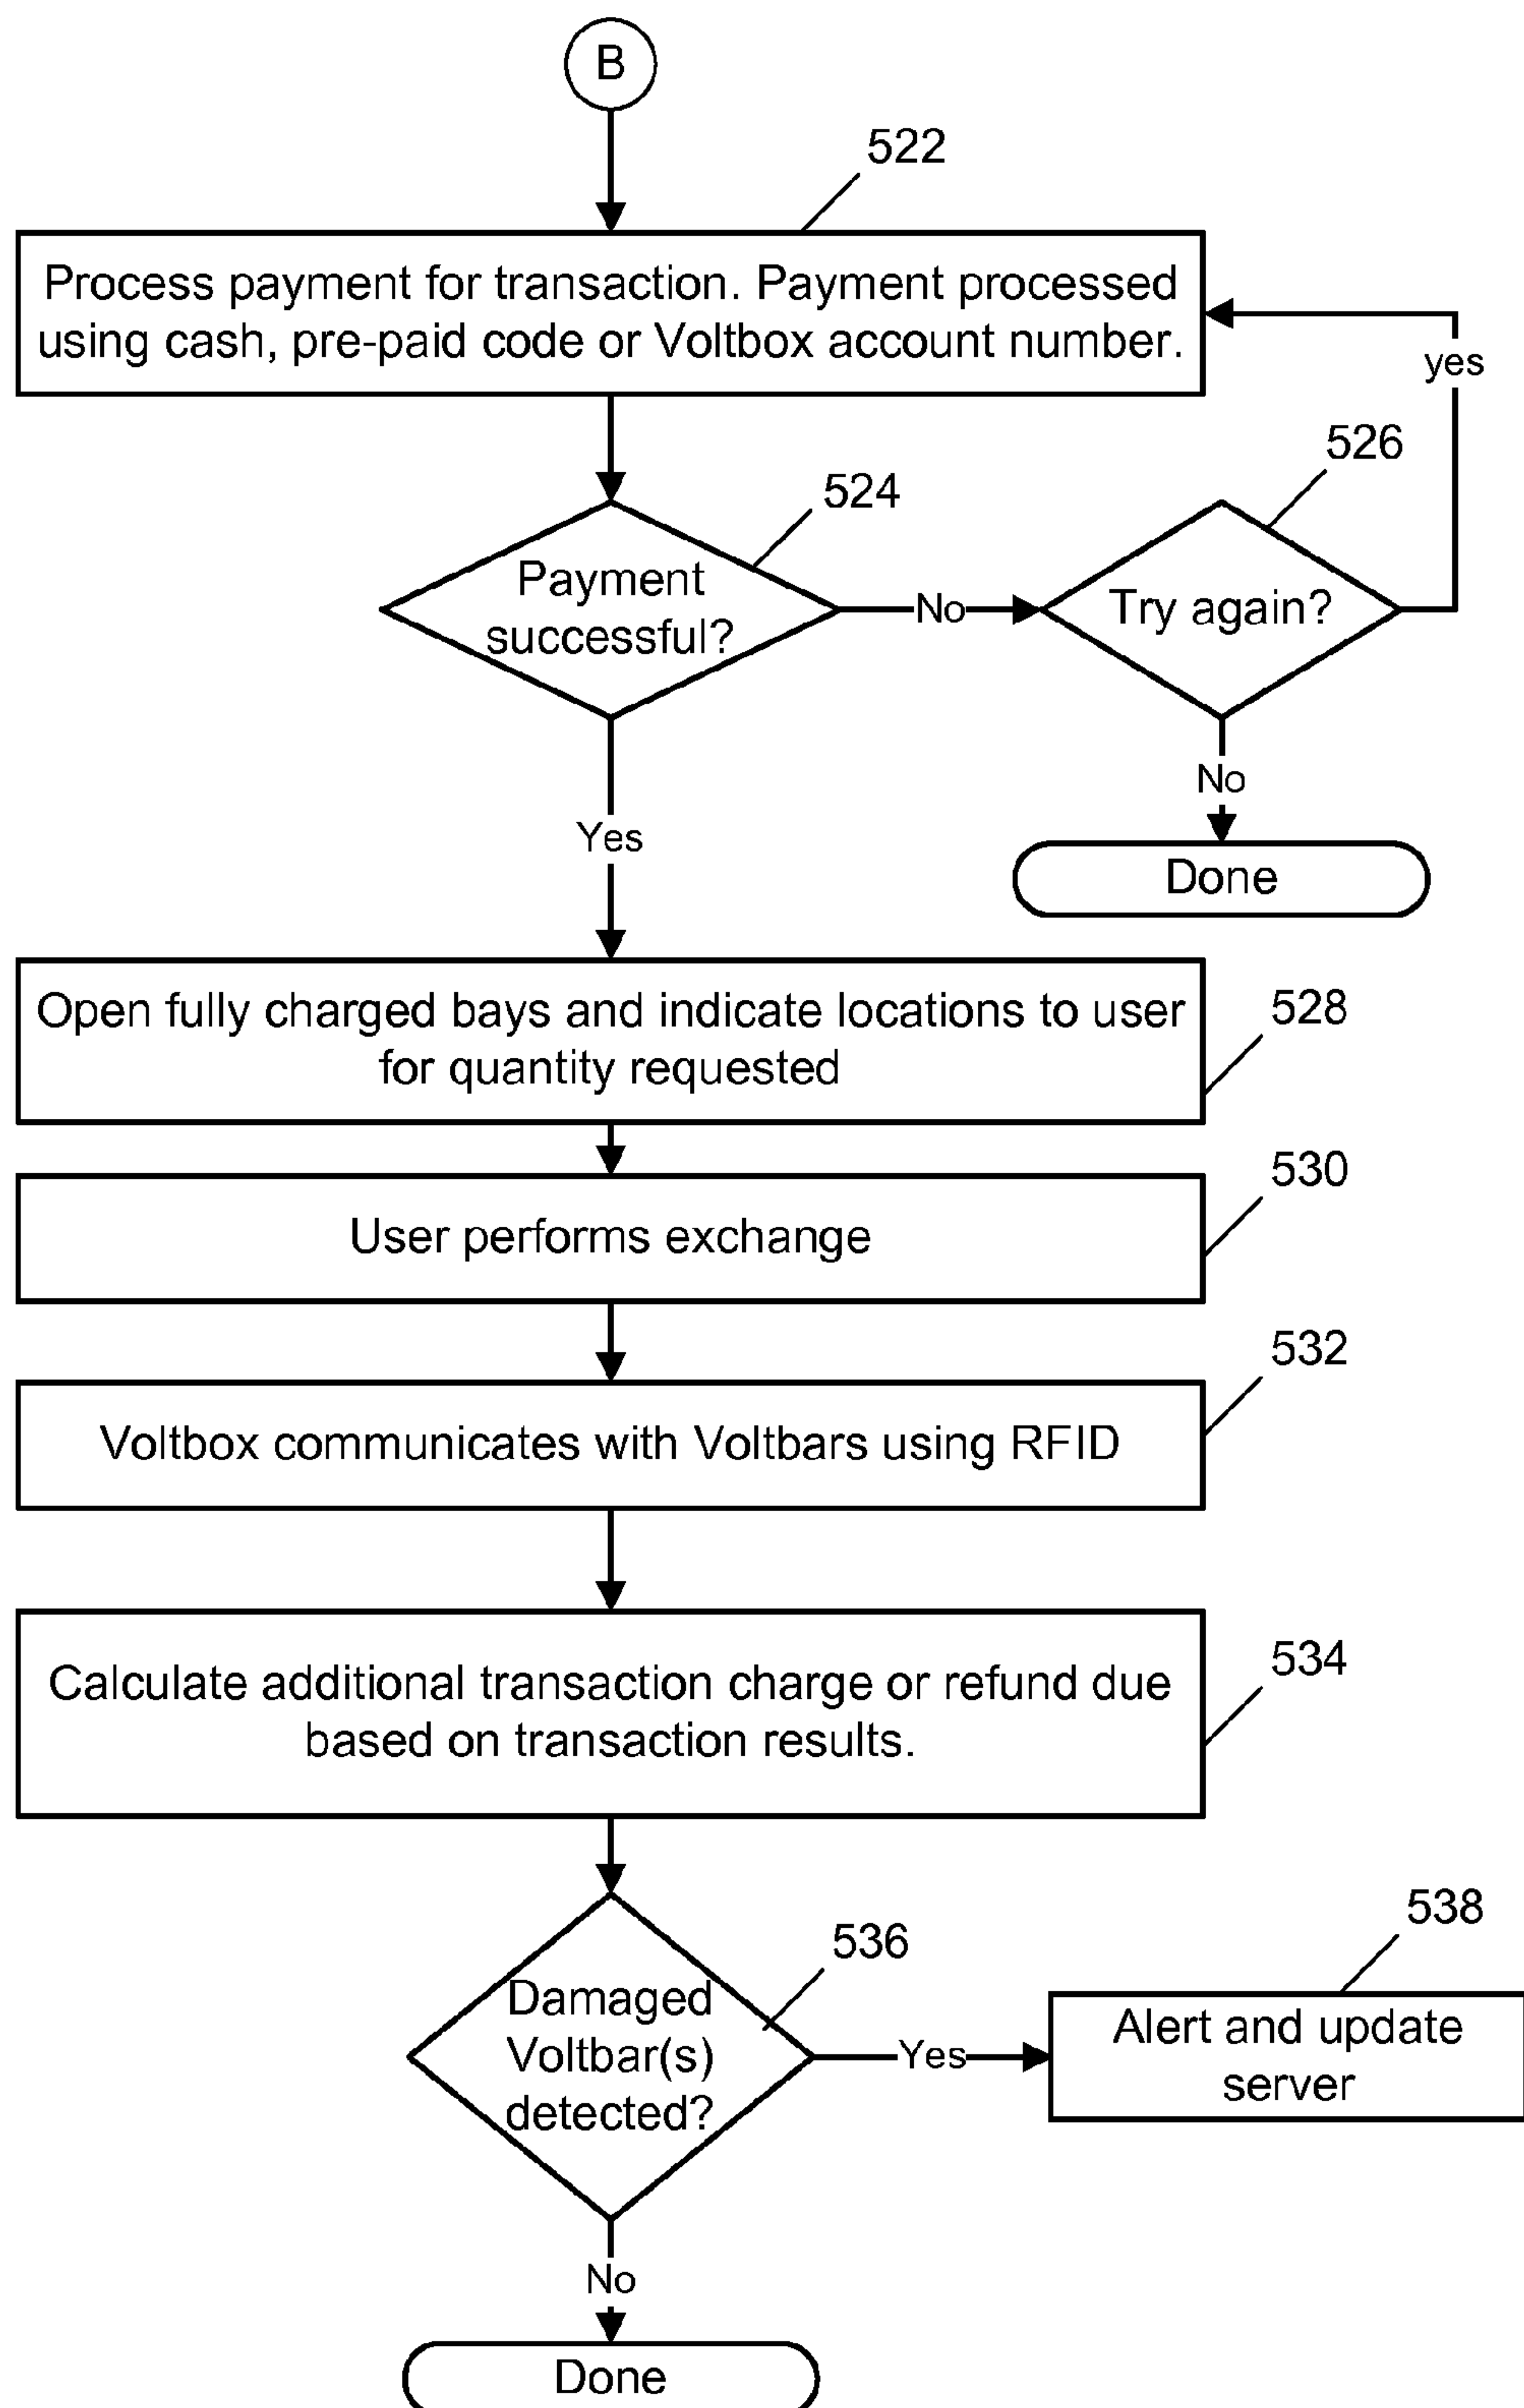 B
522
Process payment for transaction. Payment processed
using cash, pre-paid code or Voltbox account number.
yes
526
524
Payment
successful?
No
Try again?
No
Yes
Done
Open fully charged bays and indicate locations to user
for quantity requested
528
530
User performs exchange
532
Voltbox communicates with Voltbars using RFID
534
Calculate additional transaction charge or refund due
based on transaction results.
538
536
Damaged
Voltbar(s)
detected?
Yes
Alert and update
server
No
Done